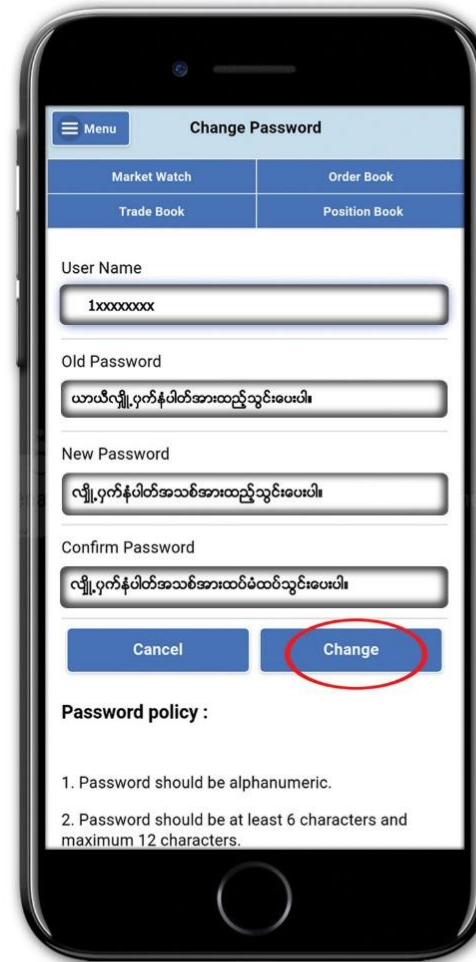 Menu
Change Password
Market Watch
Order Book
Trade Book
Position Book
User Name
1xxxxxxxx
Old Password
ယာယီလျှို့ပှက်နံပါတ်အားထည့်သွင်းပေးပါ။
New Password
လျှို့ပှက်နံပါတ်အသစ်အားထည့်သွင်းပေးပါ။
Confirm Password
လျှို့ပှက်နံပါတ်အသစ်အားထပ်မံထပ်သွင်းပေးပါ။
Cancel
Change
Password policy :
1. Password should be alphanumeric.
2. Password should be at least 6 characters and
maximum 12 characters.